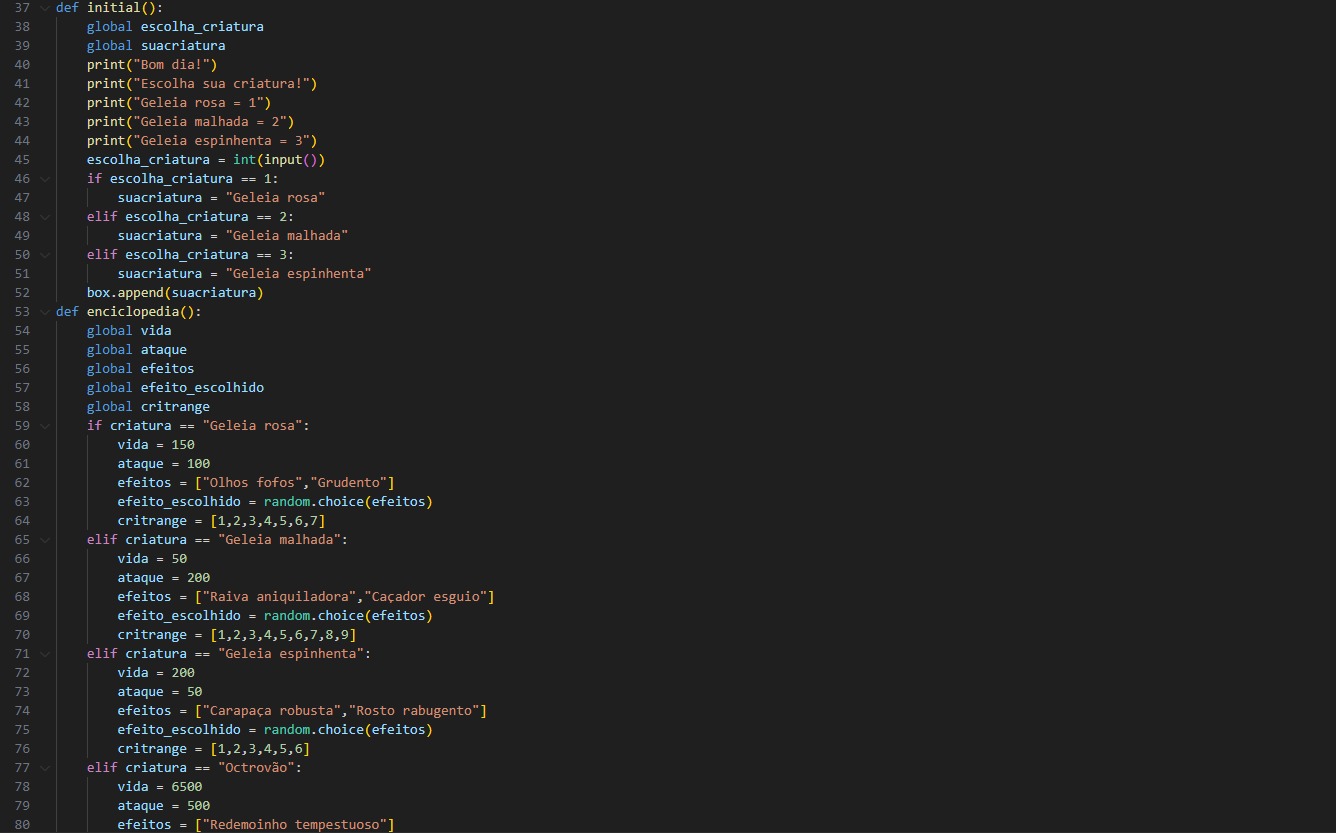 37 def initial():
38     global escolha_criatura
39     global suacriatura
40     print("Bom dia!")
41     print("Escolha sua criatura!")
42     print("Geleia rosa = 1")
43     print("Geleia malhada = 2")
44     print("Geleia espinhenta = 3")
45     escolha_criatura = int(input())
46     if escolha_criatura == 1:
47         suacriatura = "Geleia rosa"
48     elif escolha_criatura == 2:
49         suacriatura = "Geleia malhada"
50     elif escolha_criatura == 3:
51         suacriatura = "Geleia espinhenta"
52     box.append(suacriatura)
53 def enciclopedia():
54     global vida
55     global ataque
56     global efeitos
57     global efeito_escolhido
58     global critrange
59     if criatura == "Geleia rosa":
60         vida = 150
61         ataque = 100
62         efeitos = ["Olhos fofos","Grudento"]
63         efeito_escolhido = random.choice(efeitos)
64         critrange = [1,2,3,4,5,6,7]
65     elif criatura == "Geleia malhada":
66         vida = 50
67         ataque = 200
68         efeitos = ["Raiva aniquiladora","Caçador esguio"]
69         efeito_escolhido = random.choice(efeitos)
70         critrange = [1,2,3,4,5,6,7,8,9]
71     elif criatura == "Geleia espinhenta":
72         vida = 200
73         ataque = 50
74         efeitos = ["Carapaça robusta","Rosto rabugento"]
75         efeito_escolhido = random.choice(efeitos)
76         critrange = [1,2,3,4,5,6]
77     elif criatura == "Octrovão":
78         vida = 6500
79         ataque = 500
80         efeitos = ["Redemoinho tempestuoso"]